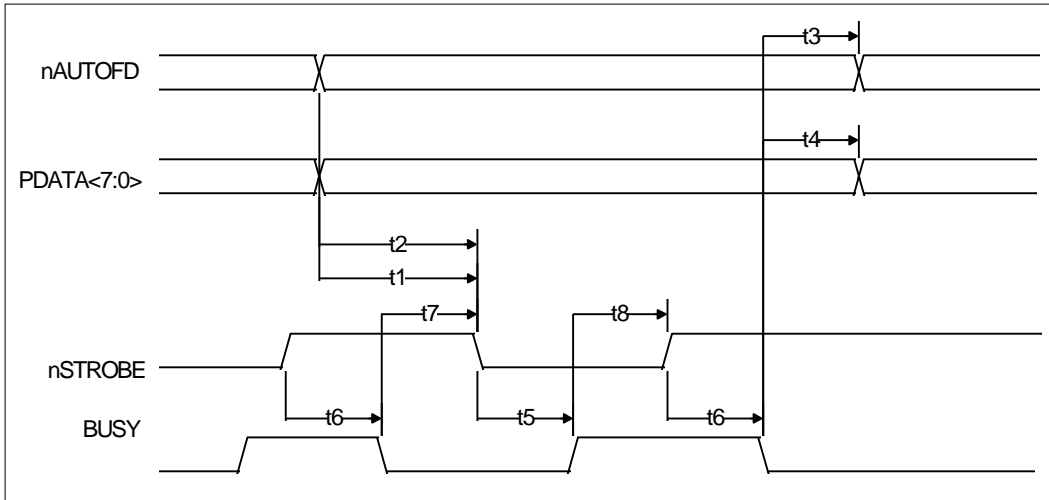 t3
nAUTOFD
t4
PDATA<7:0>
t2
t1
t7
t8
nSTROBE
t6
t5
t6
BUSY